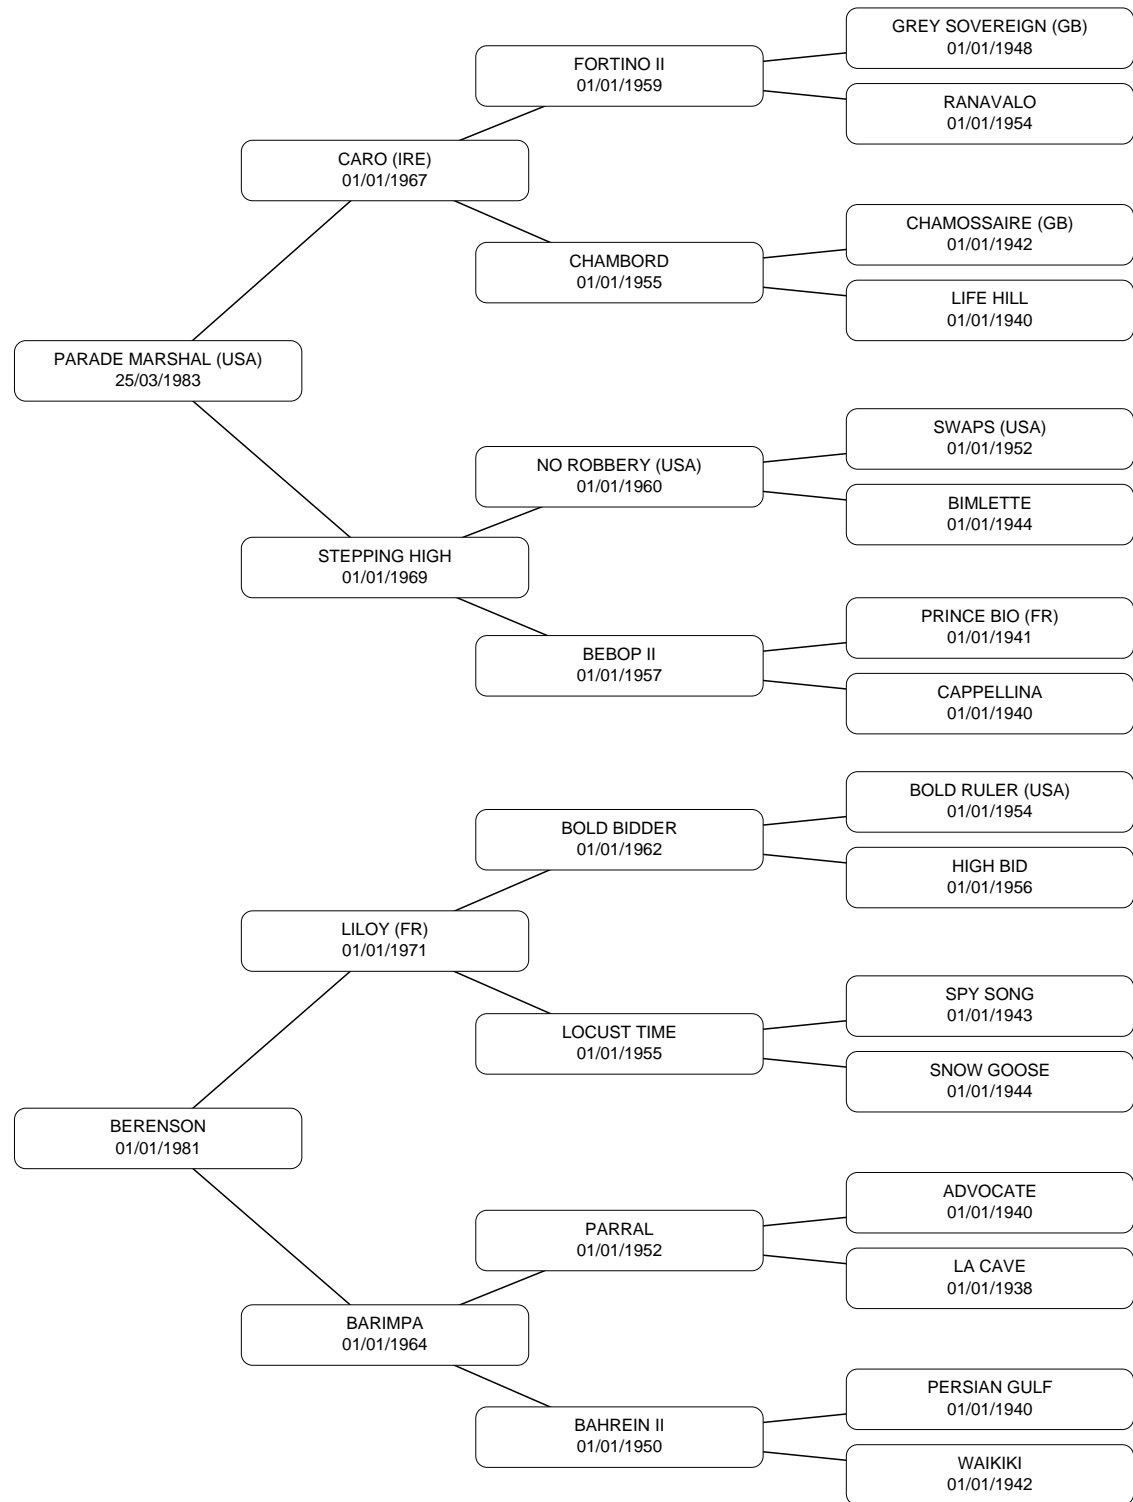 GREY SOVEREIGN (GB)
01/01/1948
FORTINO II
01/01/1959
RANAVALO
01/01/1954
CARO (IRE)
01/01/1967
CHAMOSSAIRE (GB)
01/01/1942
CHAMBORD
01/01/1955
LIFE HILL
01/01/1940
PARADE MARSHAL (USA)
25/03/1983
SWAPS (USA)
01/01/1952
NO ROBBERY (USA)
01/01/1960
BIMLETTE
01/01/1944
STEPPING HIGH
01/01/1969
PRINCE BIO (FR)
01/01/1941
BEBOP II
01/01/1957
CAPPELLINA
01/01/1940
BOLD RULER (USA)
01/01/1954
BOLD BIDDER
01/01/1962
HIGH BID
01/01/1956
LILOY (FR)
01/01/1971
SPY SONG
01/01/1943
LOCUST TIME
01/01/1955
SNOW GOOSE
01/01/1944
BERENSON
01/01/1981
ADVOCATE
01/01/1940
PARRAL
01/01/1952
LA CAVE
01/01/1938
BARIMPA
01/01/1964
PERSIAN GULF
01/01/1940
BAHREIN II
01/01/1950
WAIKIKI
01/01/1942